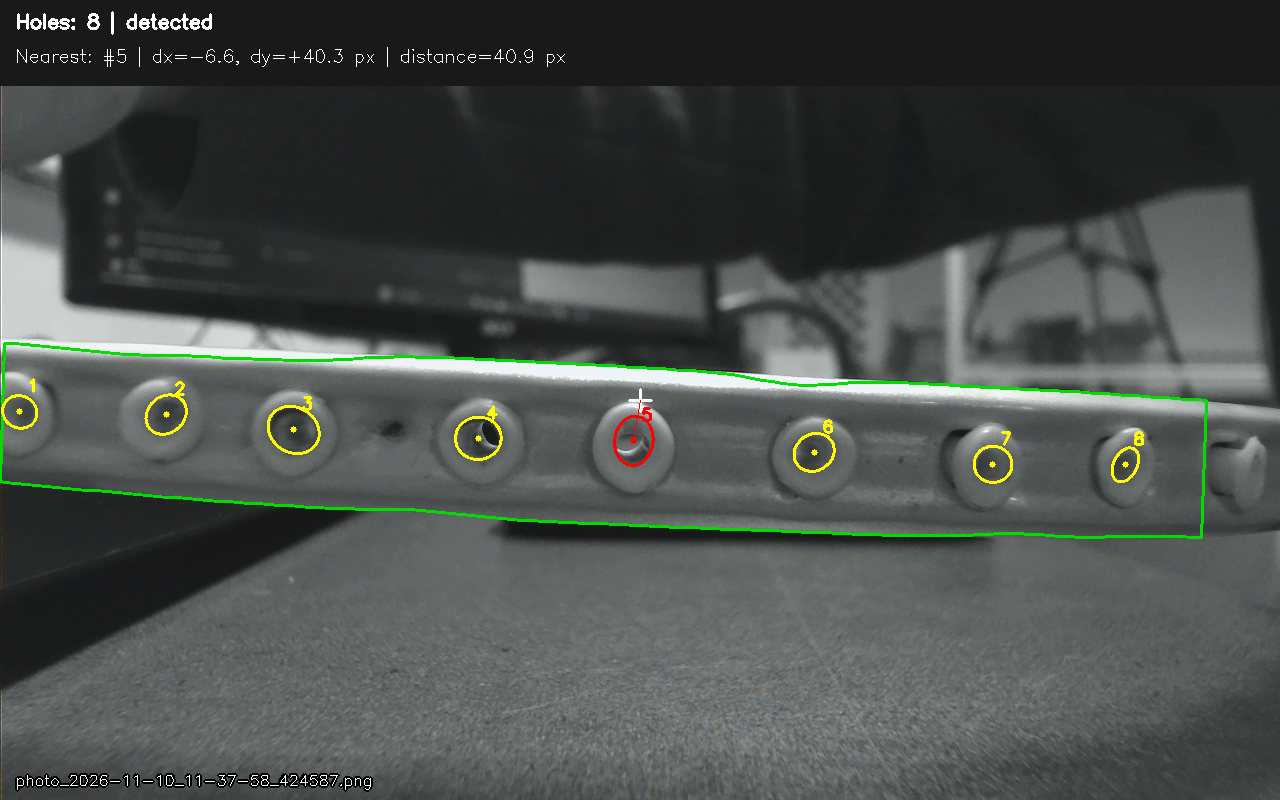 Holes: 8 | detected
Nearest: #5 | dx=-6.6, dy=+40.3 px | distance=40.9 px
1
2
3
4
5
6
7
8
photo_2026-11-10_11-37-58_424587.png